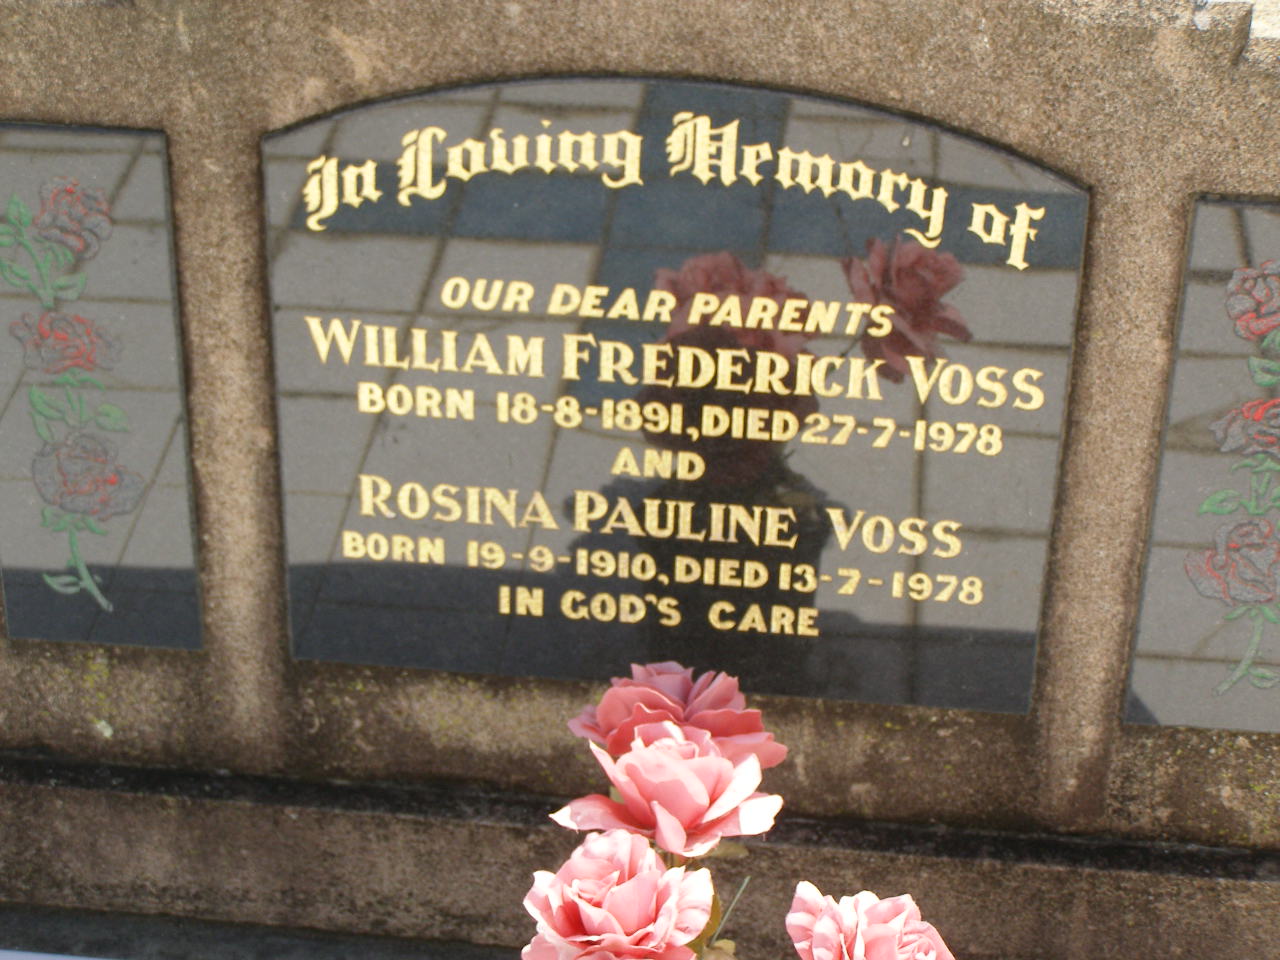 In Loving Memory of
OUR DEAR PARENTS
WILLIAM FREDERICK VOSS
BORN 18-8-1891, DIED 27-7-1978
AND
ROSINA PAULINE VOSS
BORN 19-9-1910, DIED 13-7-1978
IN GOD'S CARE